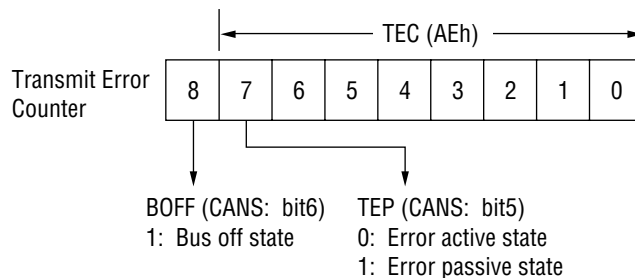 TEC (AEh)
Transmit Error
Counter
8 7 6 5 4 3 2 1 0
BOFF (CANS: bit6)
1: Bus off state
TEP (CANS: bit5)
0: Error active state
1: Error passive state